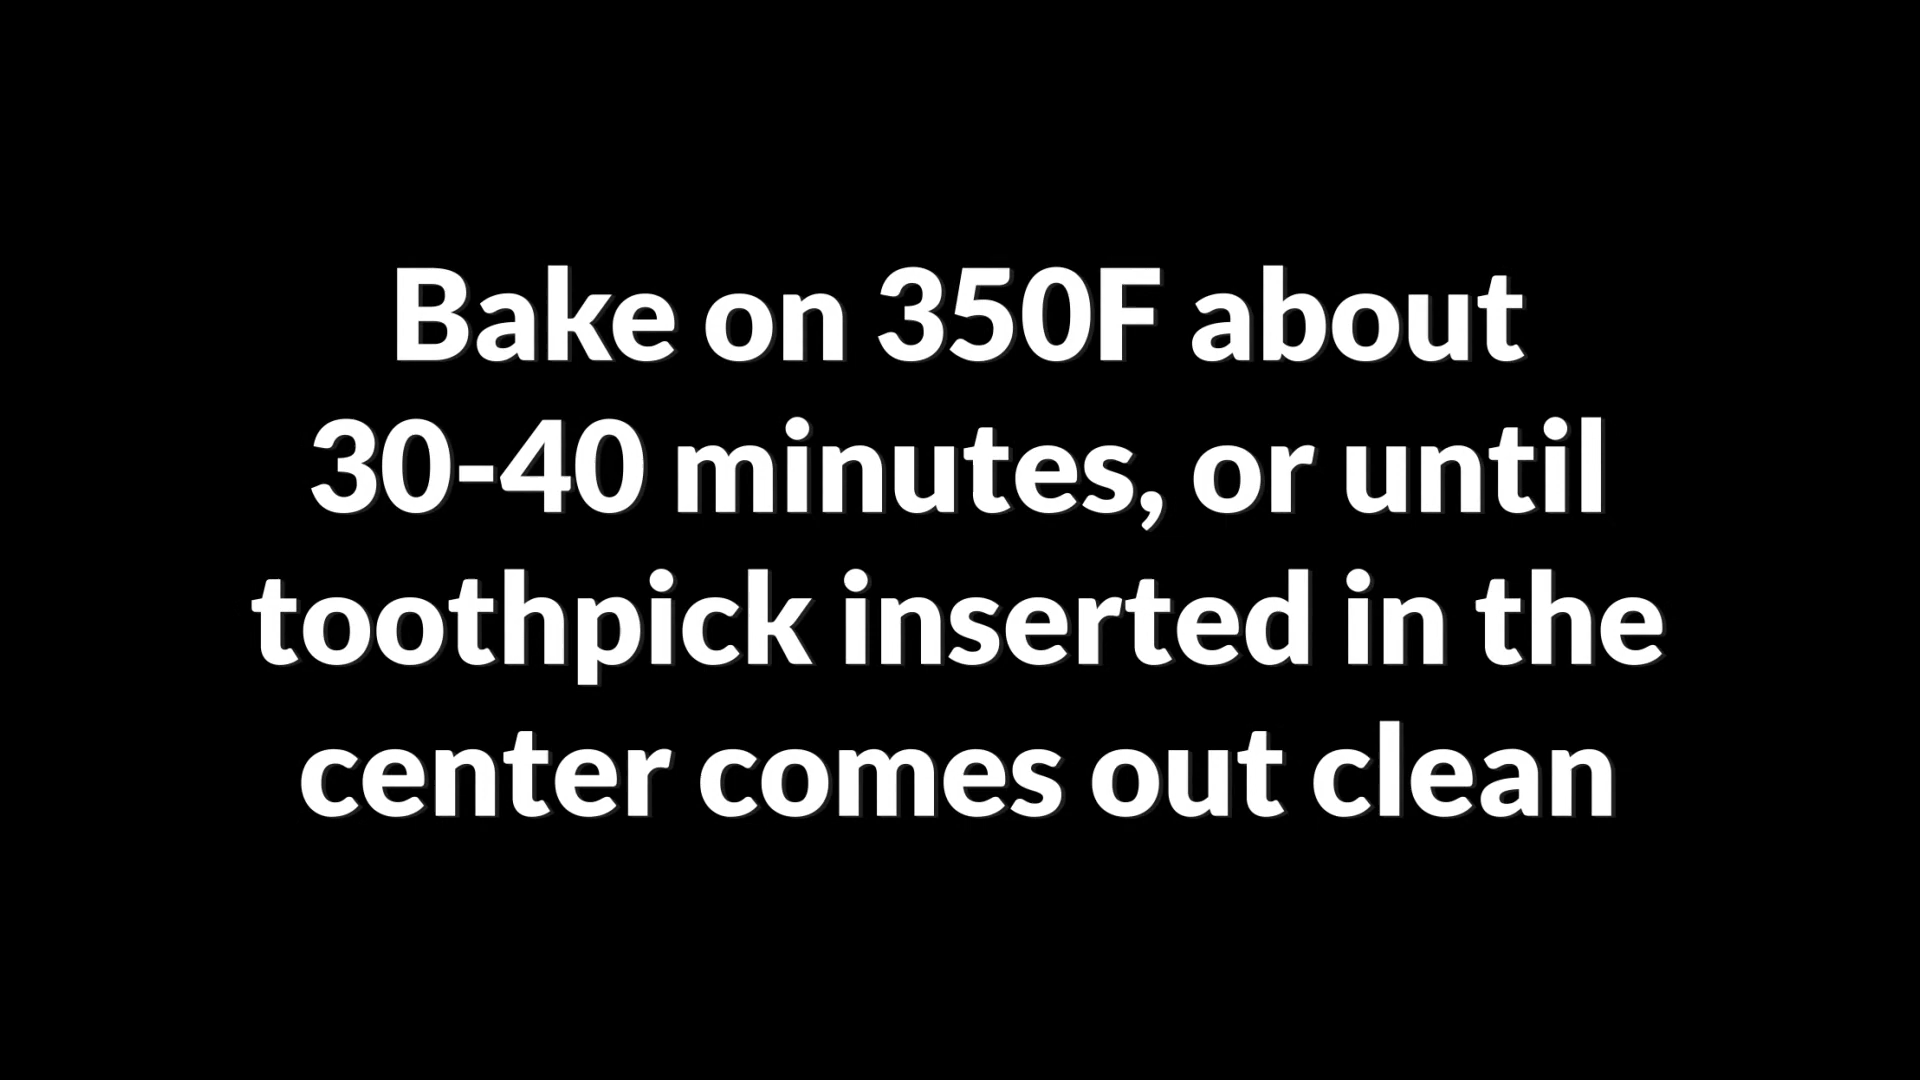 Bake on 350F about
30-40 minutes, or until
toothpick inserted in the
center comes out clean